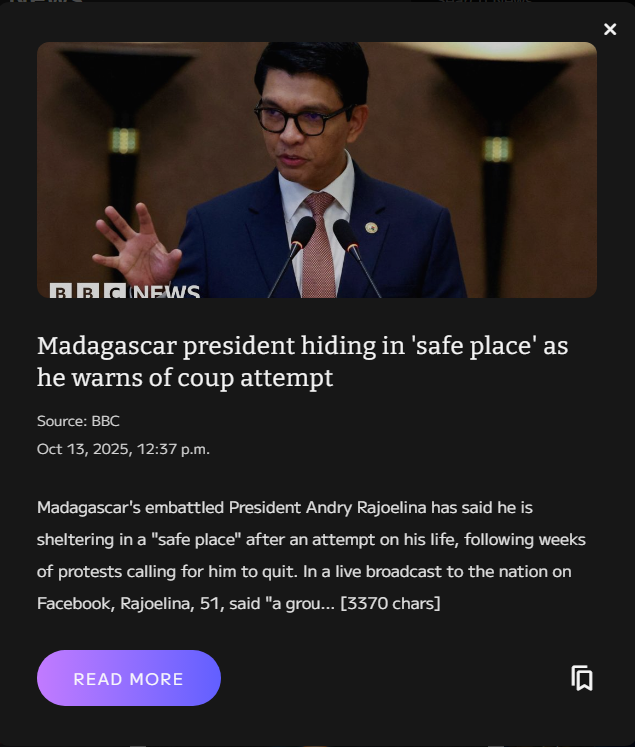 BBC NEWS
Madagascar president hiding in 'safe place' as
he warns of coup attempt
Source: BBC
Oct 13, 2025, 12:37 p.m.
Madagascar's embattled President Andry Rajoelina has said he is
sheltering in a "safe place" after an attempt on his life, following weeks
of protests calling for him to quit. In a live broadcast to the nation on
Facebook, Rajoelina, 51, said "a grou... [3370 chars]
READ MORE